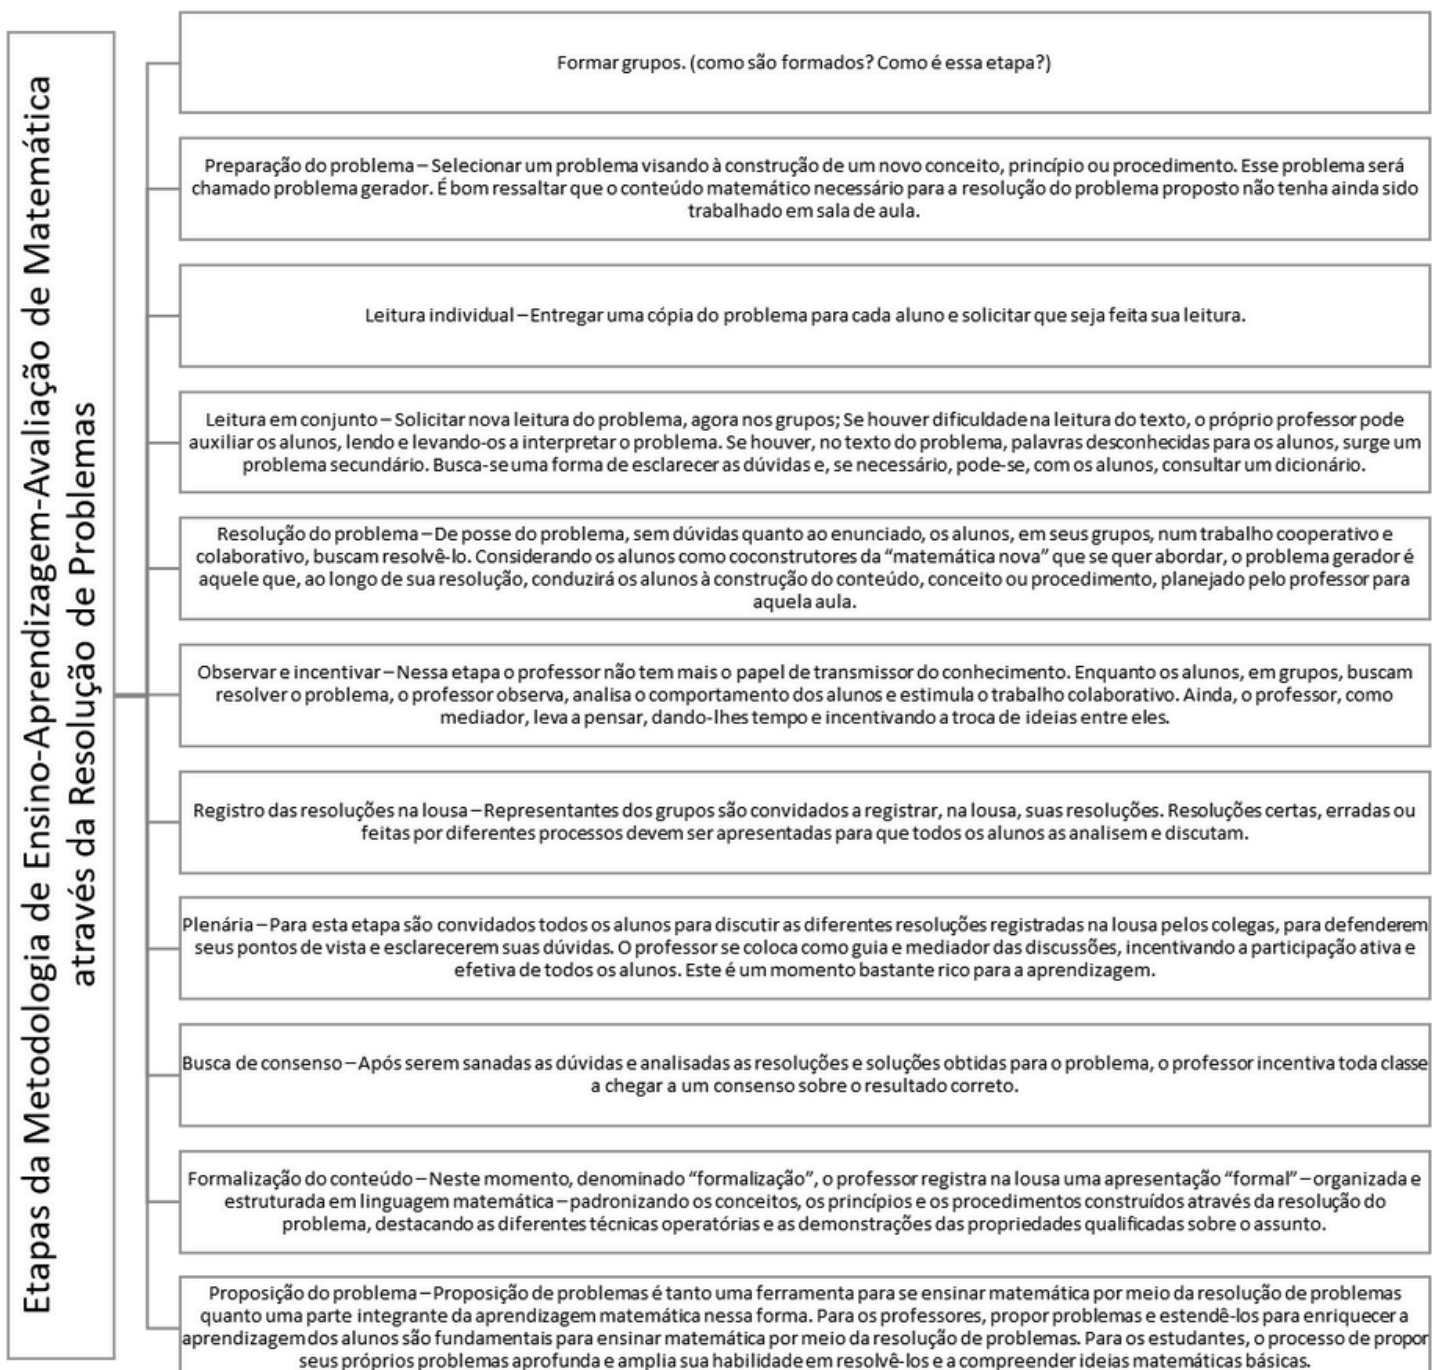 Etapas da Metodologia de Ensino-Aprendizagem-Avaliação de Matemática
através da Resolução de Problemas
Formar grupos. (como são formados? Como é essa etapa?)
Preparação do problema – Selecionar um problema visando à construção de um novo conceito, princípio ou procedimento. Esse problema será
chamado problema gerador. É bom ressaltar que o conteúdo matemático necessário para a resolução do problema proposto não tenha ainda sido
trabalhado em sala de aula.
Leitura individual – Entregar uma cópia do problema para cada aluno e solicitar que seja feita sua leitura.
Leitura em conjunto – Solicitar nova leitura do problema, agora nos grupos; Se houver dificuldade na leitura do texto, o próprio professor pode
auxiliar os alunos, lendo e levando-os a interpretar o problema. Se houver, no texto do problema, palavras desconhecidas para os alunos, surge um
problema secundário. Busca-se uma forma de esclarecer as dúvidas e, se necessário, pode-se, com os alunos, consultar um dicionário.
Resolução do problema – De posse do problema, sem dúvidas quanto ao enunciado, os alunos, em seus grupos, num trabalho cooperativo e
colaborativo, buscam resolvê-lo. Considerando os alunos como coconstrutores da “matemática nova” que se quer abordar, o problema gerador é
aquele que, ao longo de sua resolução, conduzirá os alunos à construção do conteúdo, conceito ou procedimento, planejado pelo professor para
aquela aula.
Observar e incentivar – Nessa etapa o professor não tem mais o papel de transmissor do conhecimento. Enquanto os alunos, em grupos, buscam
resolver o problema, o professor observa, analisa o comportamento dos alunos e estimula o trabalho colaborativo. Ainda, o professor, como
mediador, leva a pensar, dando-lhes tempo e incentivando a troca de ideias entre eles.
Registro das resoluções na lousa – Representantes dos grupos são convidados a registrar, na lousa, suas resoluções. Resoluções certas, erradas ou
feitas por diferentes processos devem ser apresentadas para que todos os alunos as analisem e discutam.
Plenária – Para esta etapa são convidados todos os alunos para discutir as diferentes resoluções registradas na lousa pelos colegas, para defenderem
seus pontos de vista e esclarecerem suas dúvidas. O professor se coloca como guia e mediador das discussões, incentivando a participação ativa e
efetiva de todos os alunos. Este é um momento bastante rico para a aprendizagem.
Busca de consenso – Após serem sanadas as dúvidas e analisadas as resoluções e soluções obtidas para o problema, o professor incentiva toda classe
a chegar a um consenso sobre o resultado correto.
Formalização do conteúdo – Neste momento, denominado “formalização”, o professor registra na lousa uma apresentação “formal” – organizada e
estruturada em linguagem matemática – padronizando os conceitos, os princípios e os procedimentos construídos através da resolução do
problema, destacando as diferentes técnicas operatórias e as demonstrações das propriedades qualificadas sobre o assunto.
Proposição do problema – Proposição de problemas é tanto uma ferramenta para se ensinar matemática por meio da resolução de problemas
quanto uma parte integrante da aprendizagem matemática nessa forma. Para os professores, propor problemas e estendê-los para enriquecer a
aprendizagem dos alunos são fundamentais para ensinar matemática por meio da resolução de problemas. Para os estudantes, o processo de propor
seus próprios problemas aprofunda e amplia sua habilidade em resolvê-los e a compreender ideias matemáticas básicas.